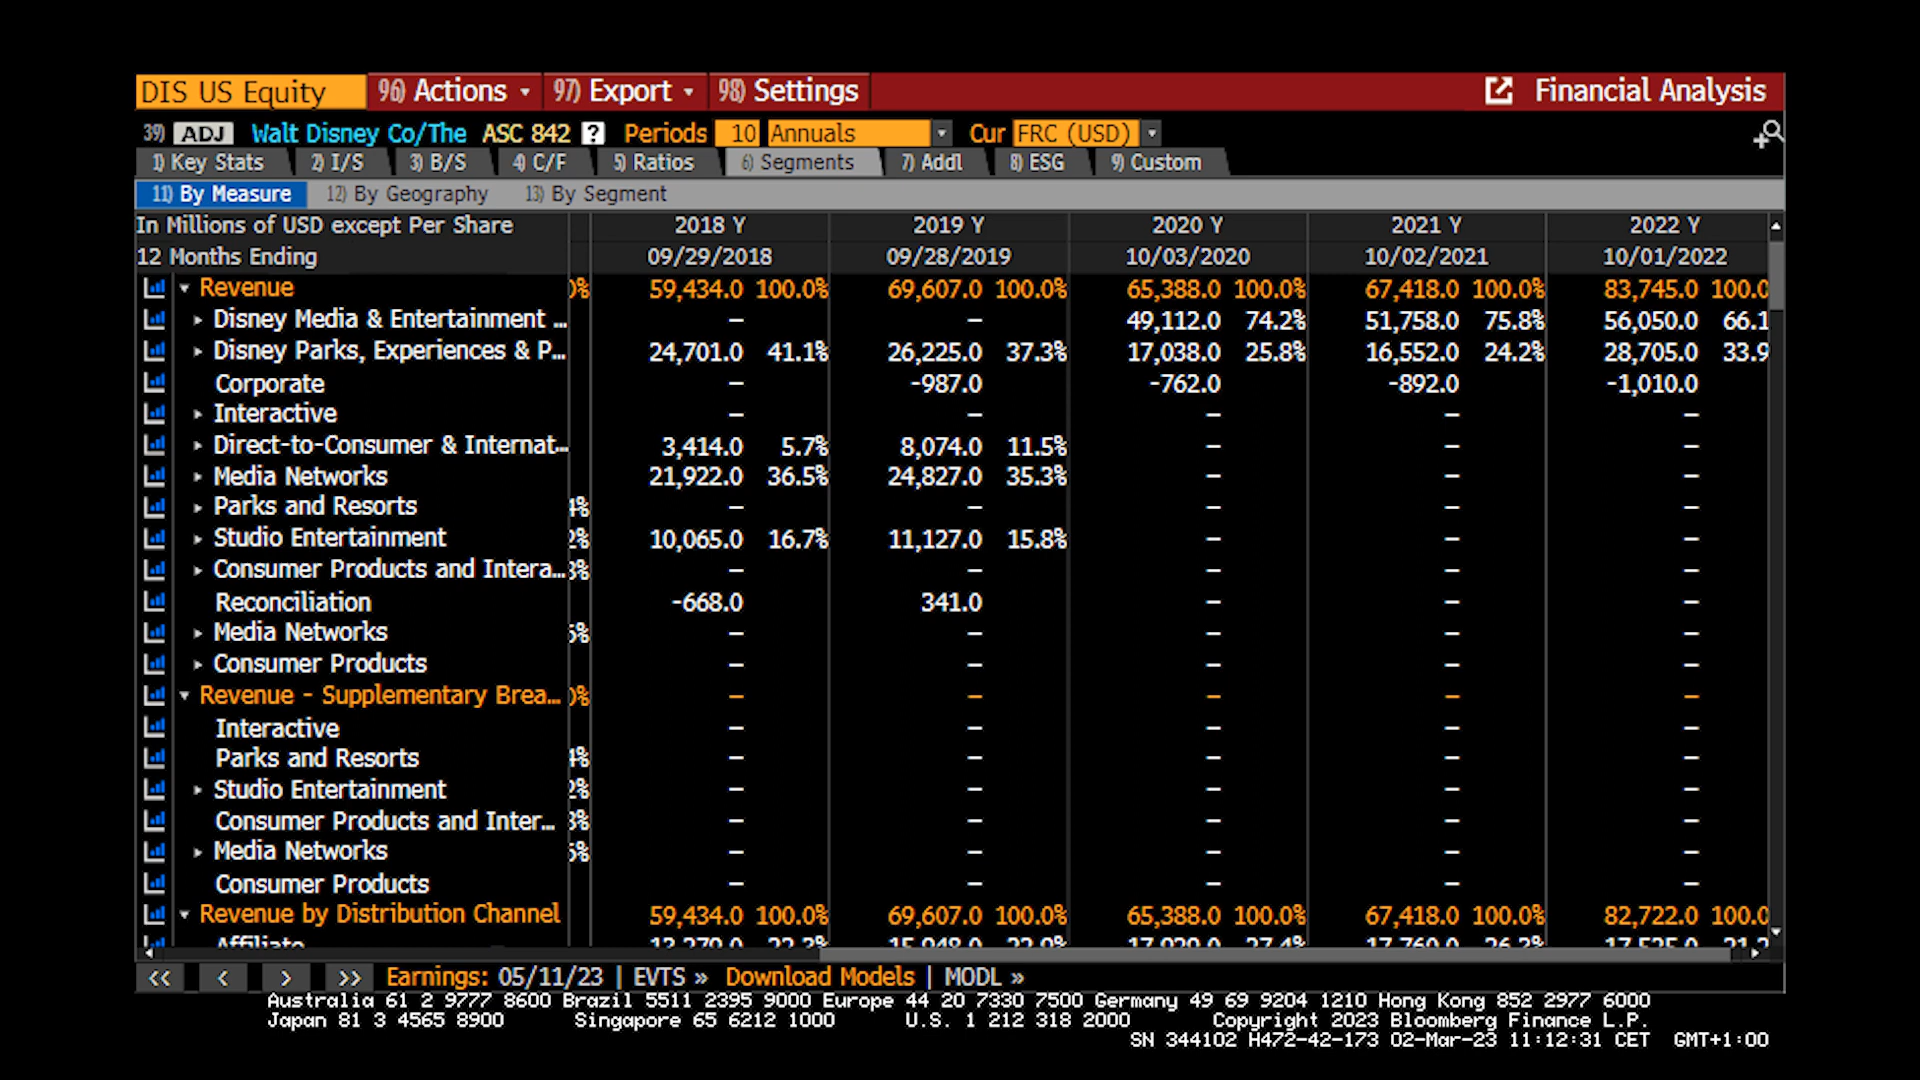 DIS US Equity 96) Actions 97) Export 98) Settings Financial Analysis
39) ADJ Walt Disney Co/The ASC 842 ? Periods 10 Annuals Cur FRC (USD)
1) Key Stats 2) I/S 3) B/S 4) C/F 5) Ratios 6) Segments 7) Addl 8) ESG 9) Custom
11) By Measure 12) By Geography 13) By Segment
In Millions of USD except Per Share 2018 Y 2019 Y 2020 Y 2021 Y 2022 Y
12 Months Ending 09/29/2018 09/28/2019 10/03/2020 10/02/2021 10/01/2022
Revenue 59,434.0 100.0% 69,607.0 100.0% 65,388.0 100.0% 67,418.0 100.0% 83,745.0 100.0
Disney Media & Entertainment ... – – 49,112.0 74.2% 51,758.0 75.8% 56,050.0 66.1
Disney Parks, Experiences & P... 24,701.0 41.1% 26,225.0 37.3% 17,038.0 25.8% 16,552.0 24.2% 28,705.0 33.9
Corporate – -987.0 -762.0 -892.0 -1,010.0
Interactive – – – – –
Direct-to-Consumer & Internat... 3,414.0 5.7% 8,074.0 11.5% – – –
Media Networks 21,922.0 36.5% 24,827.0 35.3% – – –
Parks and Resorts – – – – –
Studio Entertainment 10,065.0 16.7% 11,127.0 15.8% – – –
Consumer Products and Intera... – – – – –
Reconciliation -668.0 341.0 – – –
Media Networks – – – – –
Consumer Products – – – – –
Revenue - Supplementary Brea... – – – – –
Interactive – – – – –
Parks and Resorts – – – – –
Studio Entertainment – – – – –
Consumer Products and Inter... – – – – –
Media Networks – – – – –
Consumer Products – – – – –
Revenue by Distribution Channel 59,434.0 100.0% 69,607.0 100.0% 65,388.0 100.0% 67,418.0 100.0% 82,722.0 100.0
Affiliate
<< < > >> Earnings: 05/11/23 | EVTS » Download Models | MODL »
Australia 61 2 9777 8600 Brazil 5511 2395 9000 Europe 44 20 7330 7500 Germany 49 69 9204 1210 Hong Kong 852 2977 6000
Japan 81 3 4565 8900 Singapore 65 6212 1000 U.S. 1 212 318 2000 Copyright 2023 Bloomberg Finance L.P.
SN 344102 H472-42-173 02-Mar-23 11:12:31 CET GMT+1:00